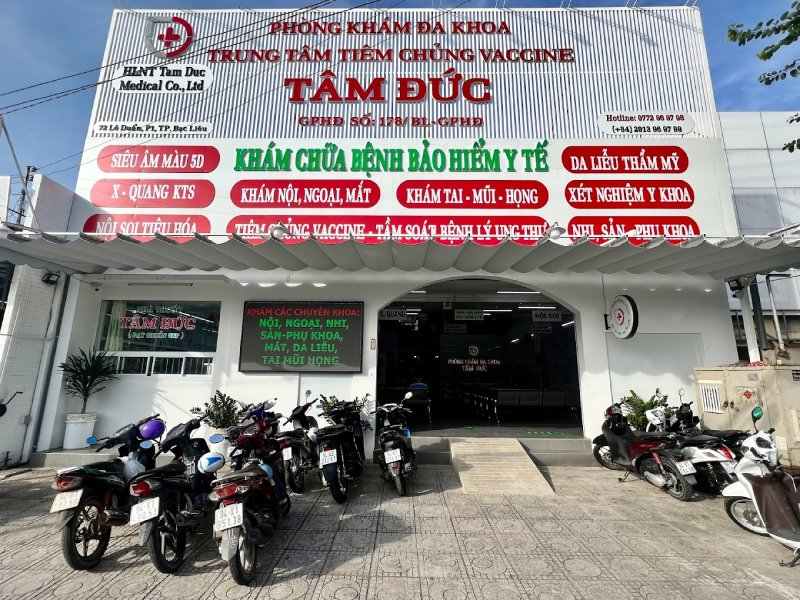 PHÒNG KHÁM ĐA KHOA
TRUNG TÂM TIÊM CHỦNG VACCINE
TÂM ĐỨC
GPHĐ SỐ: 178/ BL-GPHĐ
HLNT Tam Duc
Medical Co., Ltd
72 Lê Duẩn, P1, TP. Bạc Liêu
Hotline: 0772 96 97 98
(+84) 2913 96 97 98
KHÁM CHỮA BỆNH BẢO HIỂM Y TẾ
SIÊU ÂM MÀU 5D
DA LIỄU THẨM MỸ
X - QUANG KTS
KHÁM NỘI, NGOẠI, MẮT
KHÁM TAI - MŨI - HỌNG
XÉT NGHIỆM Y KHOA
NỘI SOI TIÊU HÓA
TIÊM CHỦNG VACCINE - TẦM SOÁT BỆNH LÝ UNG THƯ
NHI, SẢN - PHỤ KHOA
TÂM ĐỨC
KHÁM CÁC CHUYÊN KHOA:
NỘI, NGOẠI, NHI,
SẢN-PHỤ KHOA,
MẮT, DA LIỄU,
TAI MŨI HỌNG
PHÒNG KHÁM ĐA KHOA
TÂM ĐỨC